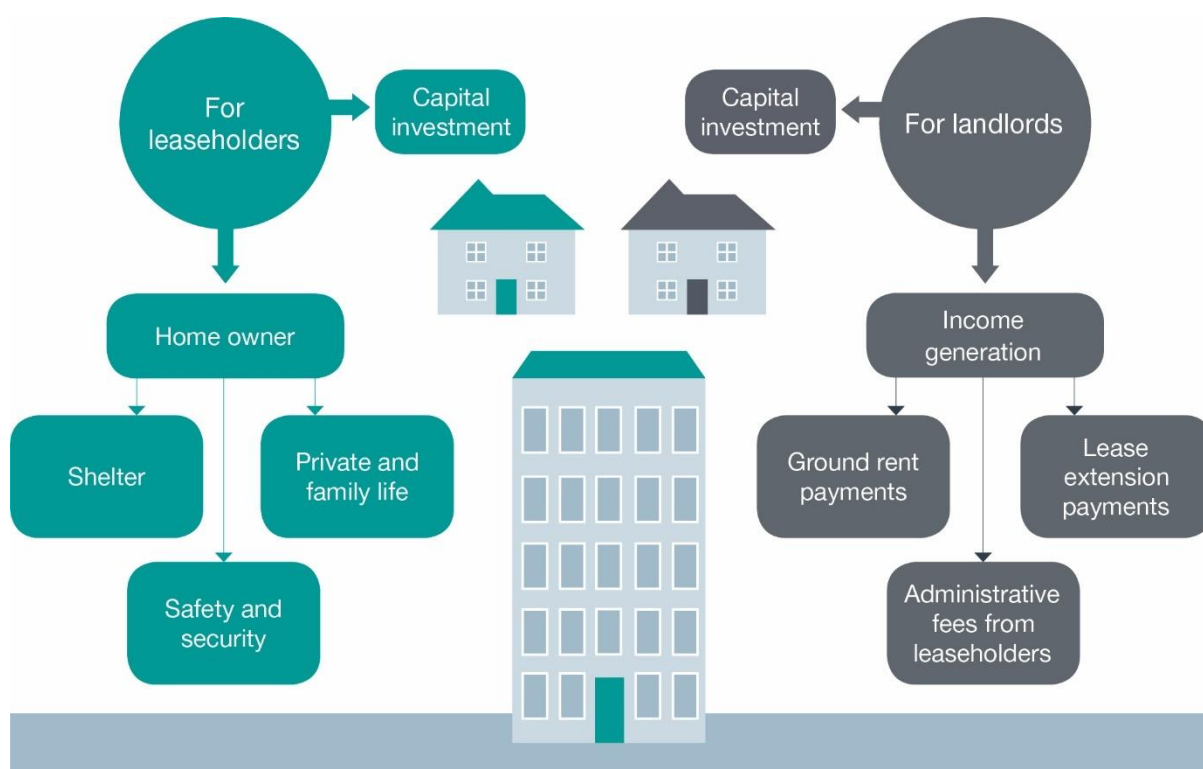 For
leaseholders
Capital
investment
Capital
investment
For landlords
Home owner
Income
generation
Shelter
Private and
family life
Ground rent
payments
Lease
extension
payments
Safety and
security
Administrative
fees from
leaseholders